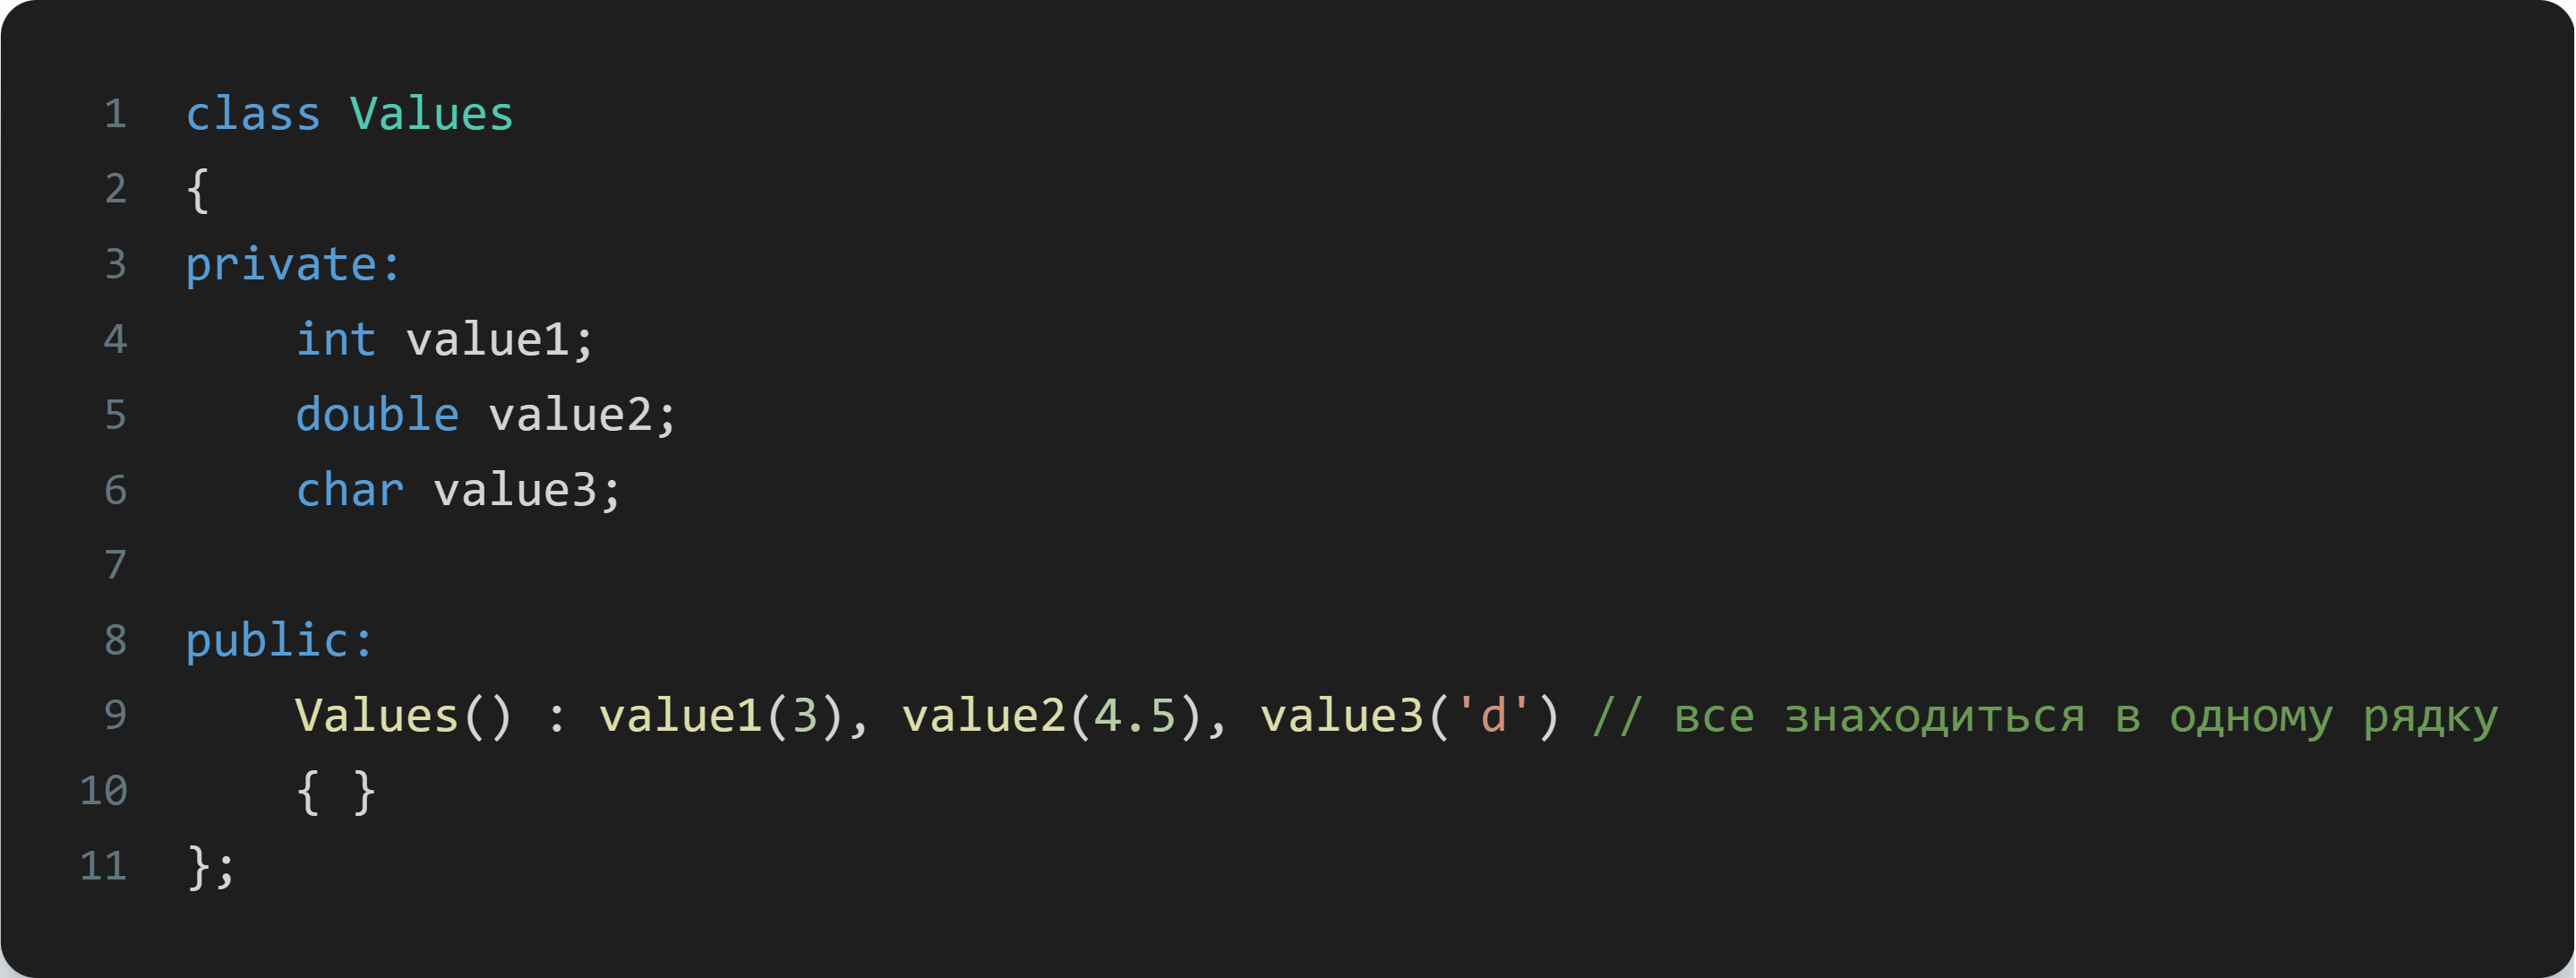 1 class Values
2 {
3 private:
4     int value1;
5     double value2;
6     char value3;
7
8 public:
9     Values() : value1(3), value2(4.5), value3('d') // все знаходиться в одному рядку
10     { }
11 };